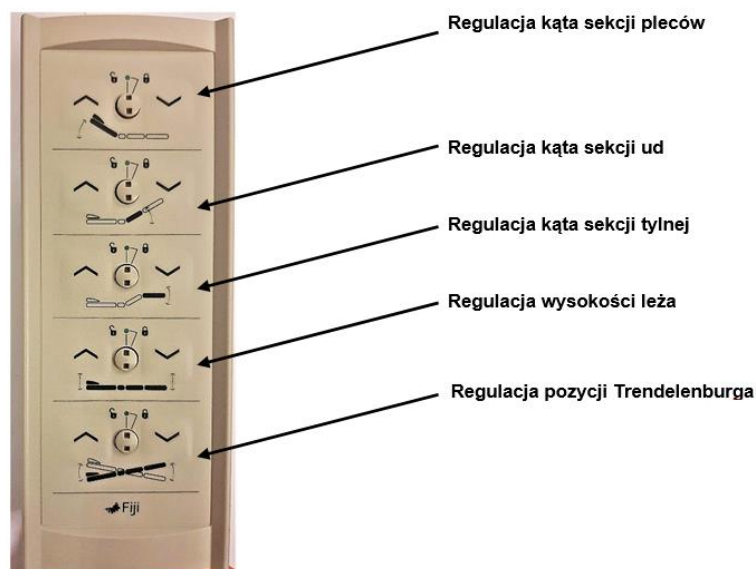 Regulacja kąta sekcji pleców
Regulacja kąta sekcji ud
Regulacja kąta sekcji tylnej
Regulacja wysokości leża
Regulacja pozycji Trendelenburga
Fiji